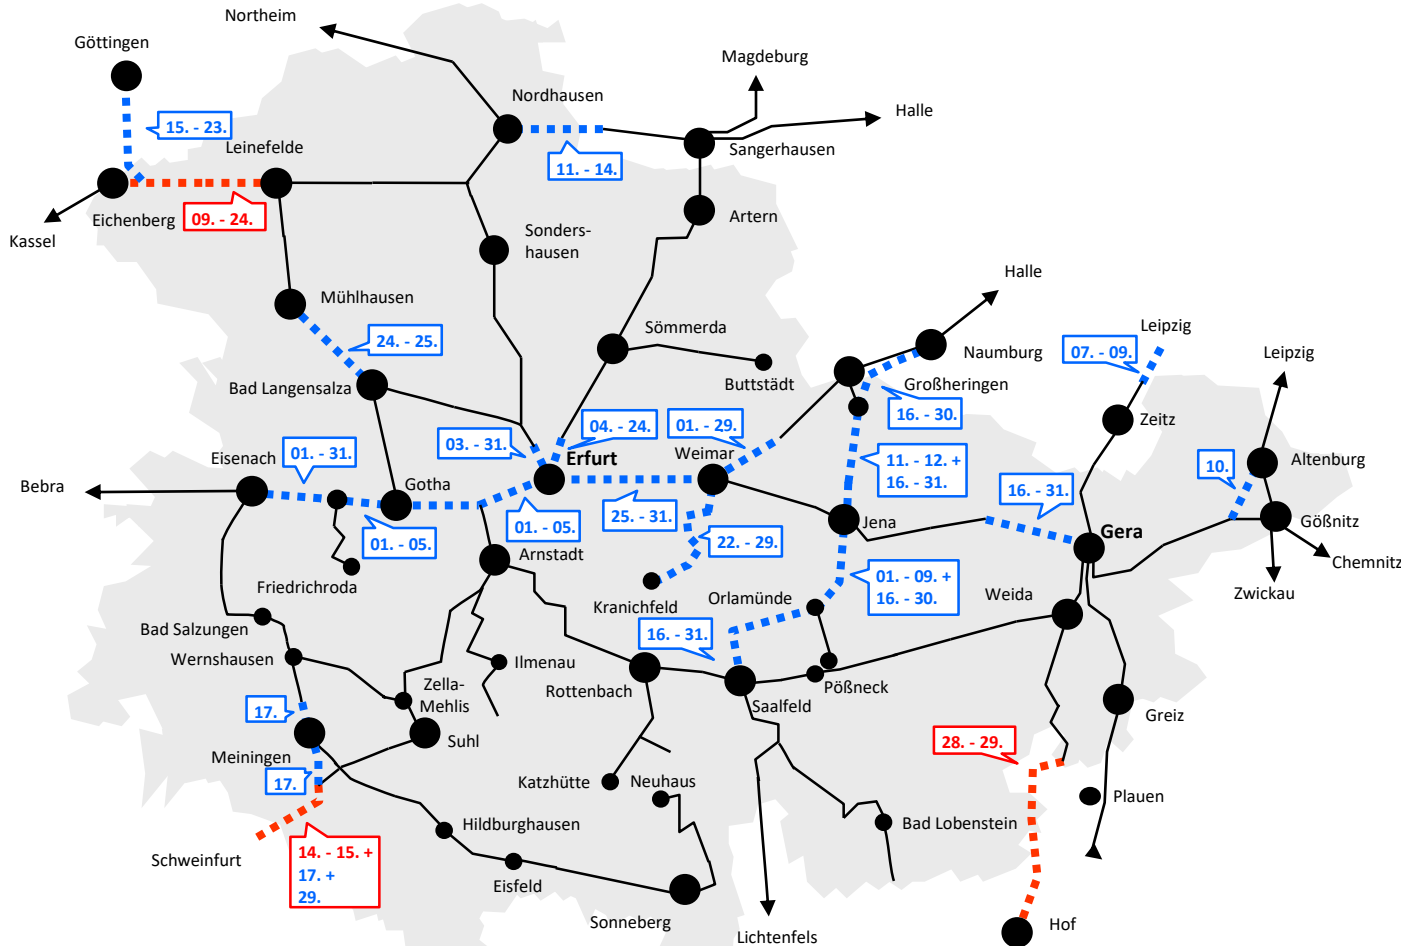 Northeim
Göttingen
Magdeburg
Nordhausen
Halle
15. - 23.
Leinefelde
Sangerhausen
11. - 14.
Eichenberg
09. - 24.
Artern
Kassel
Sonders-
hausen
Halle
Mühlhausen
Sömmerda
Leipzig
24. - 25.
Naumburg
07. - 09.
Leipzig
Bad Langensalza
Buttstädt
Großheringen
16. - 30.
Zeitz
03. - 31.
04. - 24.
01. - 29.
Eisenach
01. - 31.
Erfurt
Weimar
11. - 12. +
16. - 31.
10.
Altenburg
Bebra
Gotha
16. - 31.
01. - 05.
01. - 05.
25. - 31.
Jena
Gößnitz
22. - 29.
Gera
Arnstadt
Chemnitz
Friedrichroda
Kranichfeld
Orlamünde
01. - 09. +
16. - 30.
Weida
Zwickau
Bad Salzungen
16. - 31.
Wernshausen
Ilmenau
Rottenbach
Pößneck
Zella-
Mehlis
Saalfeld
17.
Greiz
Suhl
28. - 29.
Meiningen
17.
Katzhütte
Neuhaus
Plauen
Hildburghausen
Bad Lobenstein
Schweinfurt
14. - 15. +
17. +
29.
Eisfeld
Sonneberg
Hof
Lichtenfels